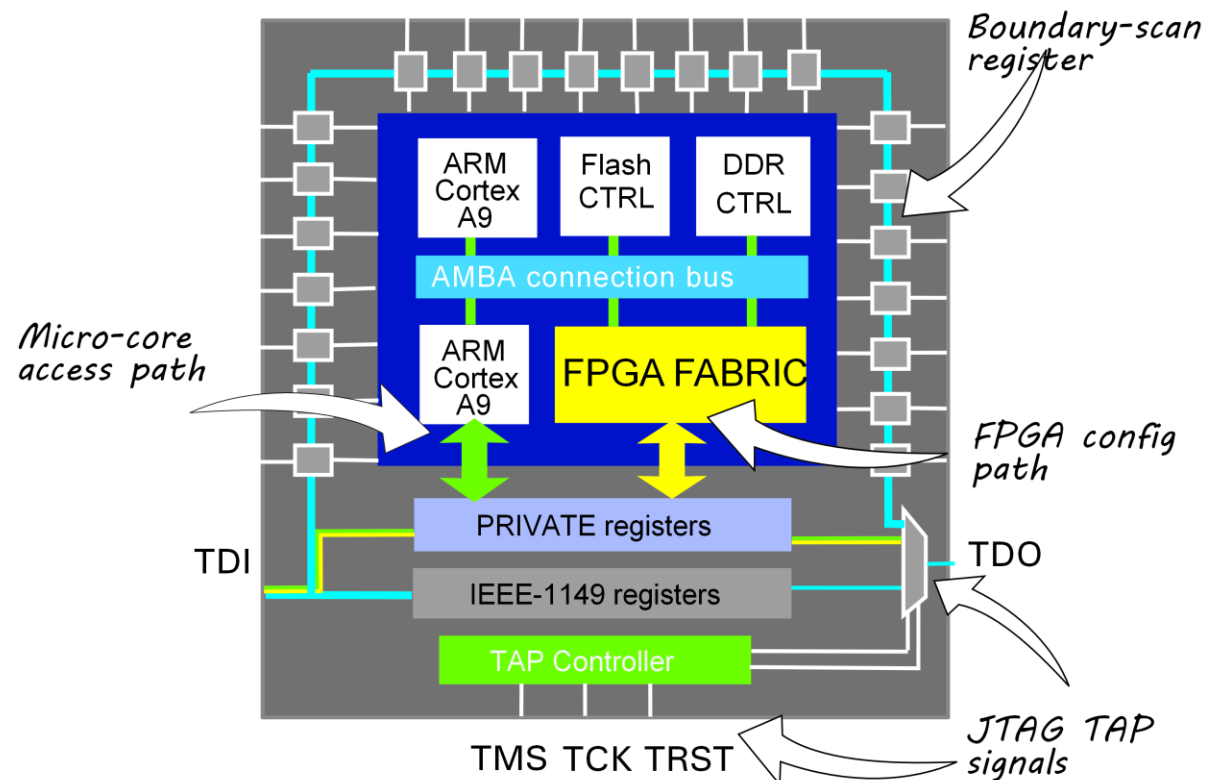 Boundary-scan
register
ARM
Cortex
A9
Flash
CTRL
DDR
CTRL
AMBA connection bus
Micro-core
access path
ARM
Cortex
A9
FPGA FABRIC
FPGA config
path
PRIVATE registers
TDI
TDO
IEEE-1149 registers
TAP Controller
JTAG TAP
signals
TMS TCK TRST